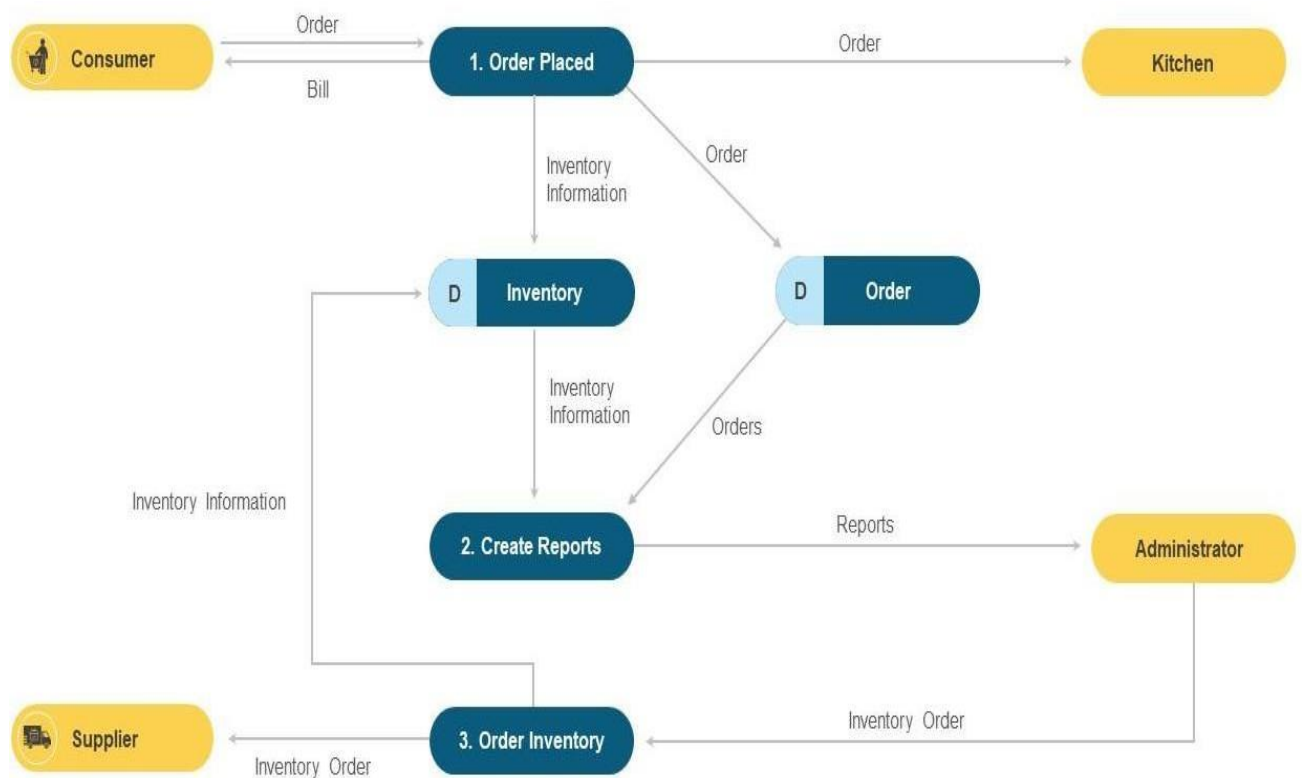 Order
Consumer
1. Order Placed
Order
Kitchen
Bill
Inventory
Information
Order
D
Inventory
D
Order
Inventory
Information
Orders
Inventory Information
2. Create Reports
Reports
Administrator
Supplier
Inventory Order
3. Order Inventory
Inventory Order